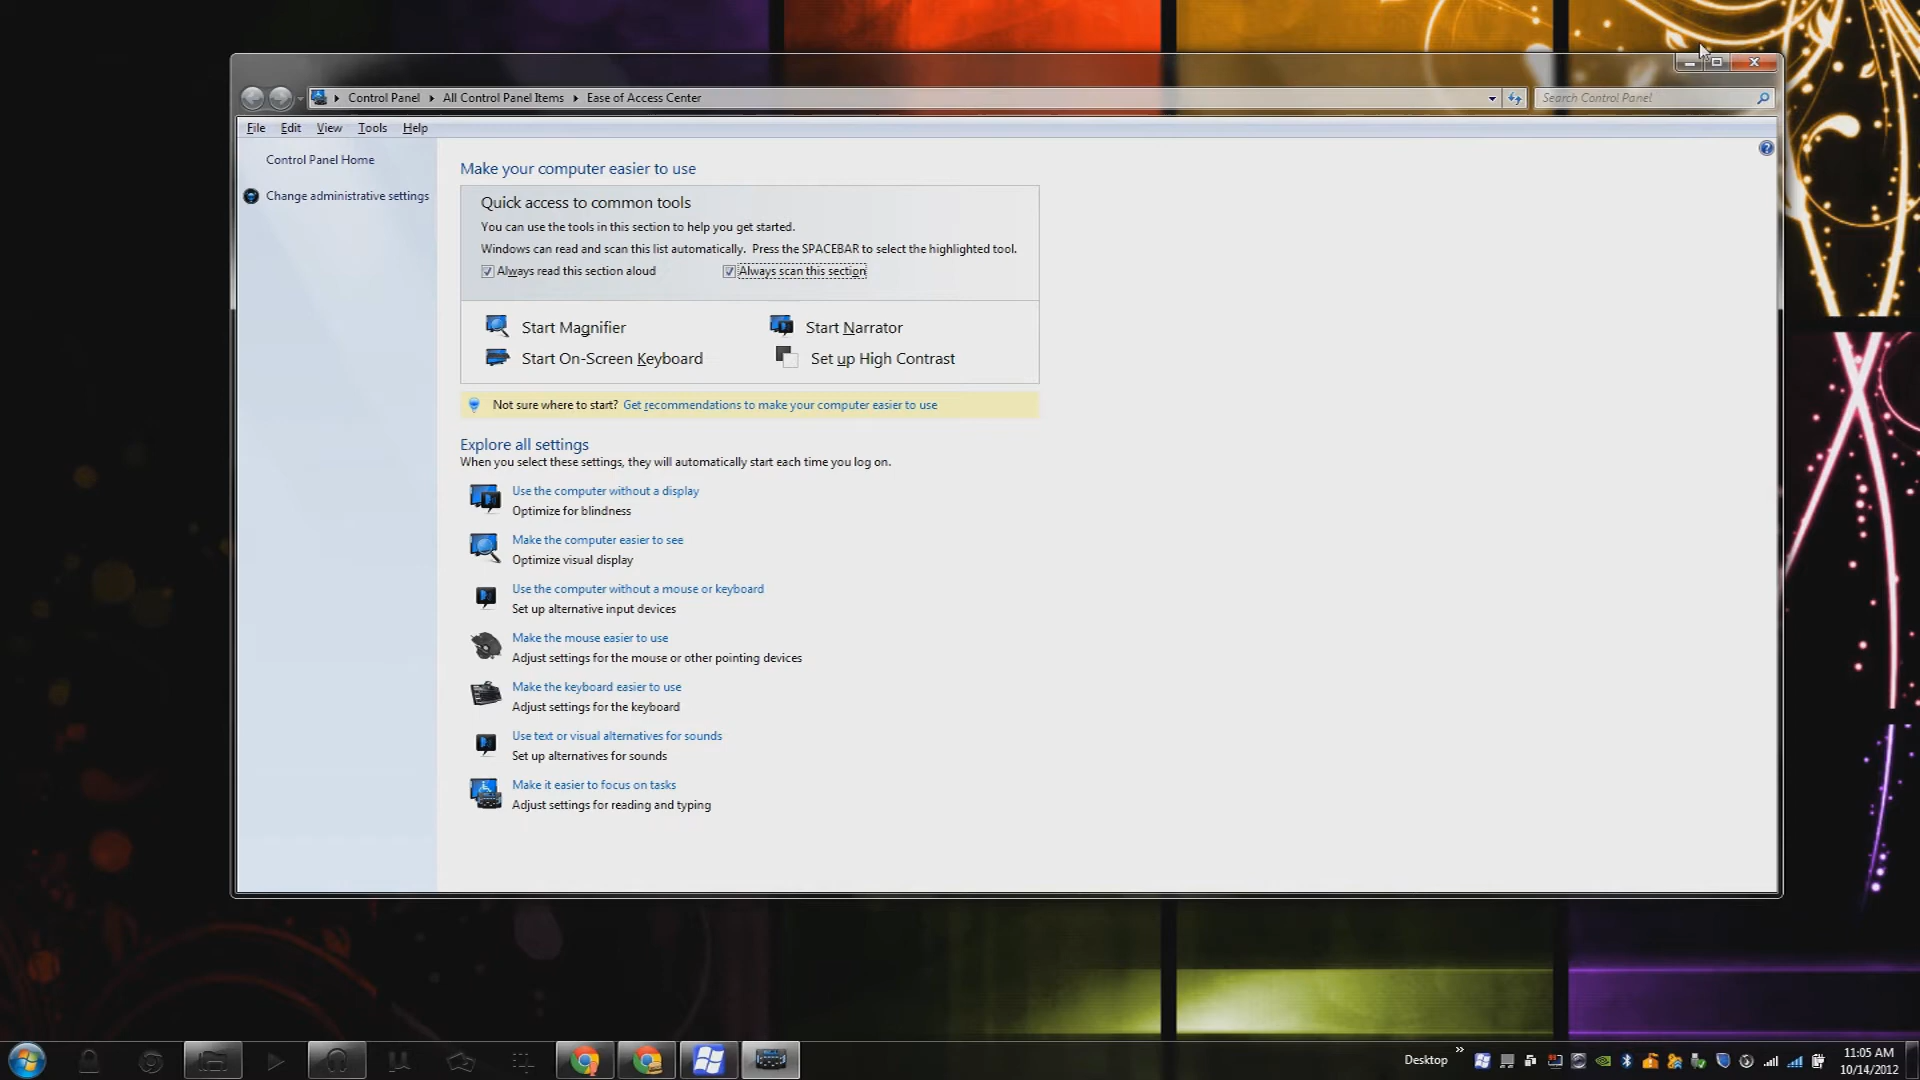 Control Panel All Control Panel Items Ease of Access Center
Search Control Panel
File Edit View Tools Help
Control Panel Home
Change administrative settings
Make your computer easier to use
Quick access to common tools
You can use the tools in this section to help you get started.
Windows can read and scan this list automatically. Press the SPACEBAR to select the highlighted tool.
Always read this section aloud
Always scan this section
Start Magnifier
Start Narrator
Start On-Screen Keyboard
Set up High Contrast
Not sure where to start? Get recommendations to make your computer easier to use
Explore all settings
When you select these settings, they will automatically start each time you log on.
Use the computer without a display
Optimize for blindness
Make the computer easier to see
Optimize visual display
Use the computer without a mouse or keyboard
Set up alternative input devices
Make the mouse easier to use
Adjust settings for the mouse or other pointing devices
Make the keyboard easier to use
Adjust settings for the keyboard
Use text or visual alternatives for sounds
Set up alternatives for sounds
Make it easier to focus on tasks
Adjust settings for reading and typing
Desktop
11:05 AM
10/14/2012